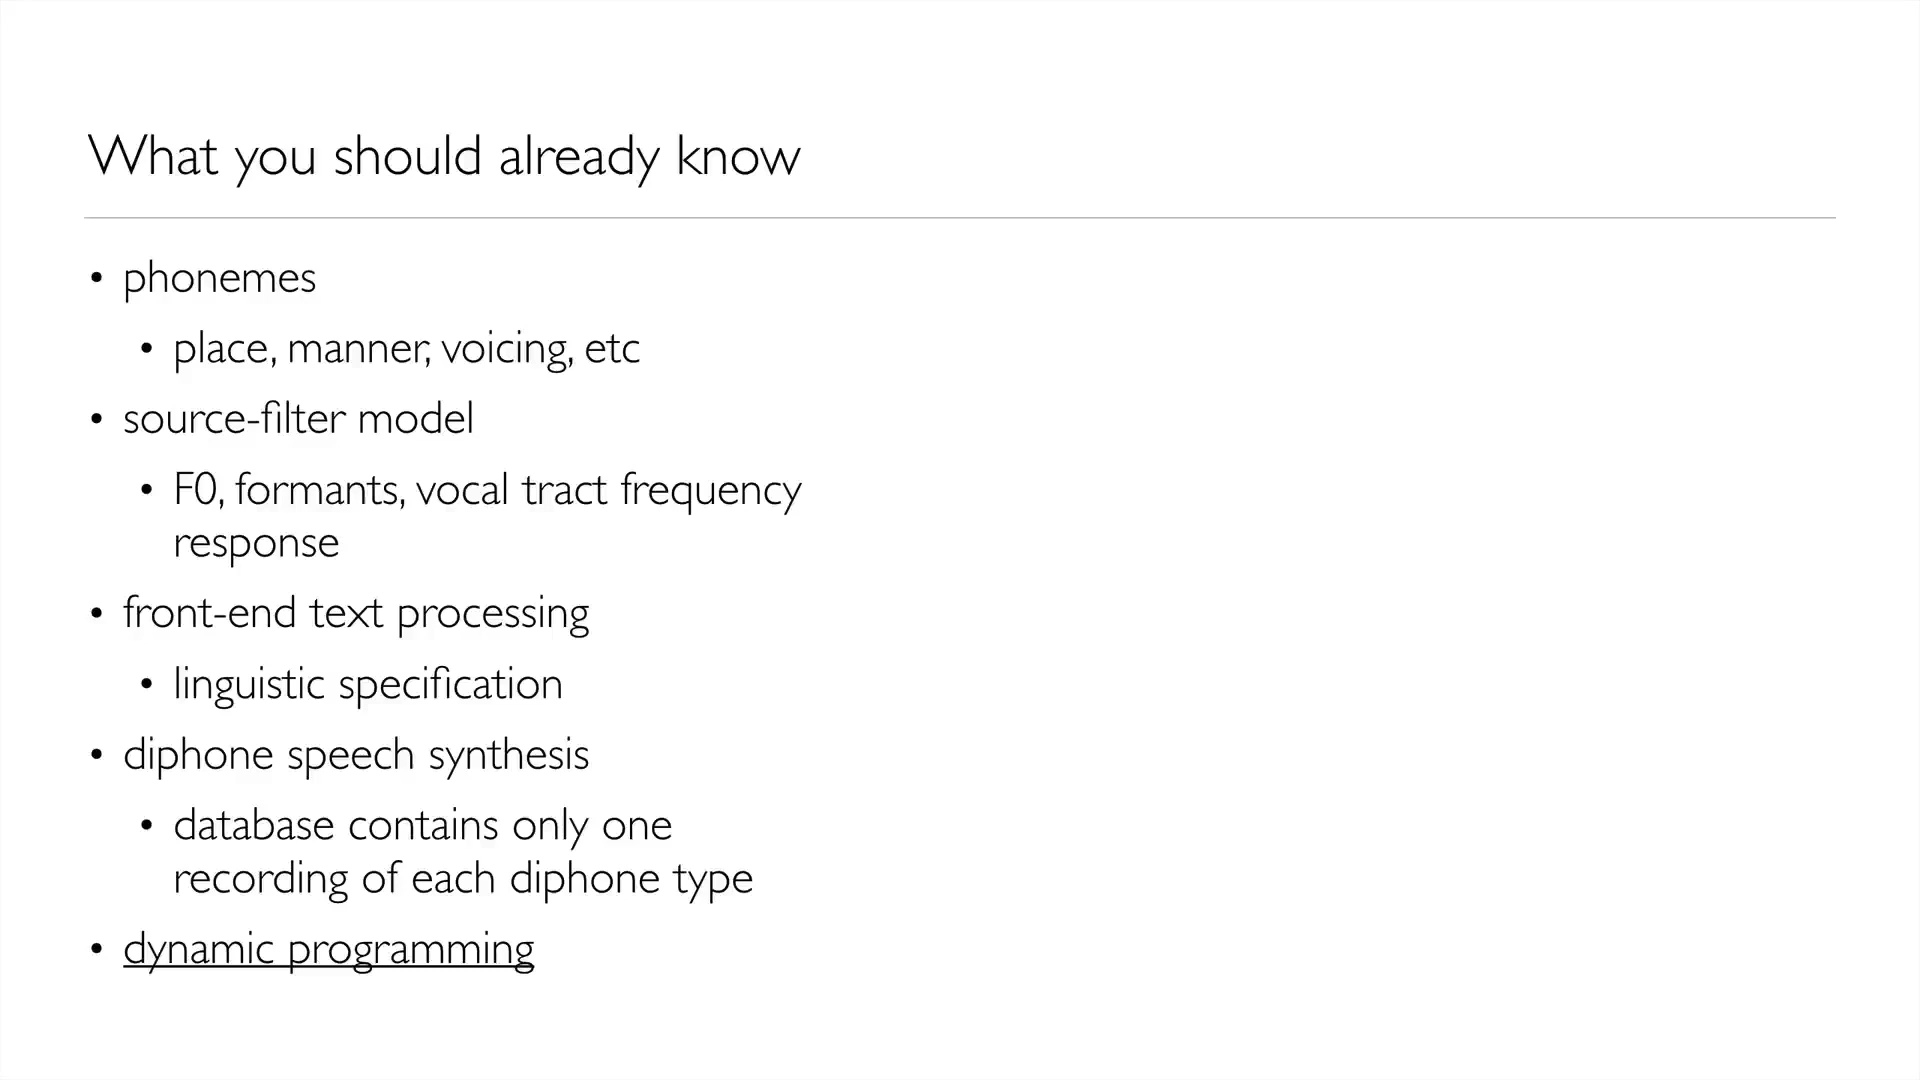 What you should already know
• phonemes
• place, manner, voicing, etc
• source-filter model
• F0, formants, vocal tract frequency
response
• front-end text processing
• linguistic specification
• diphone speech synthesis
• database contains only one
recording of each diphone type
• dynamic programming